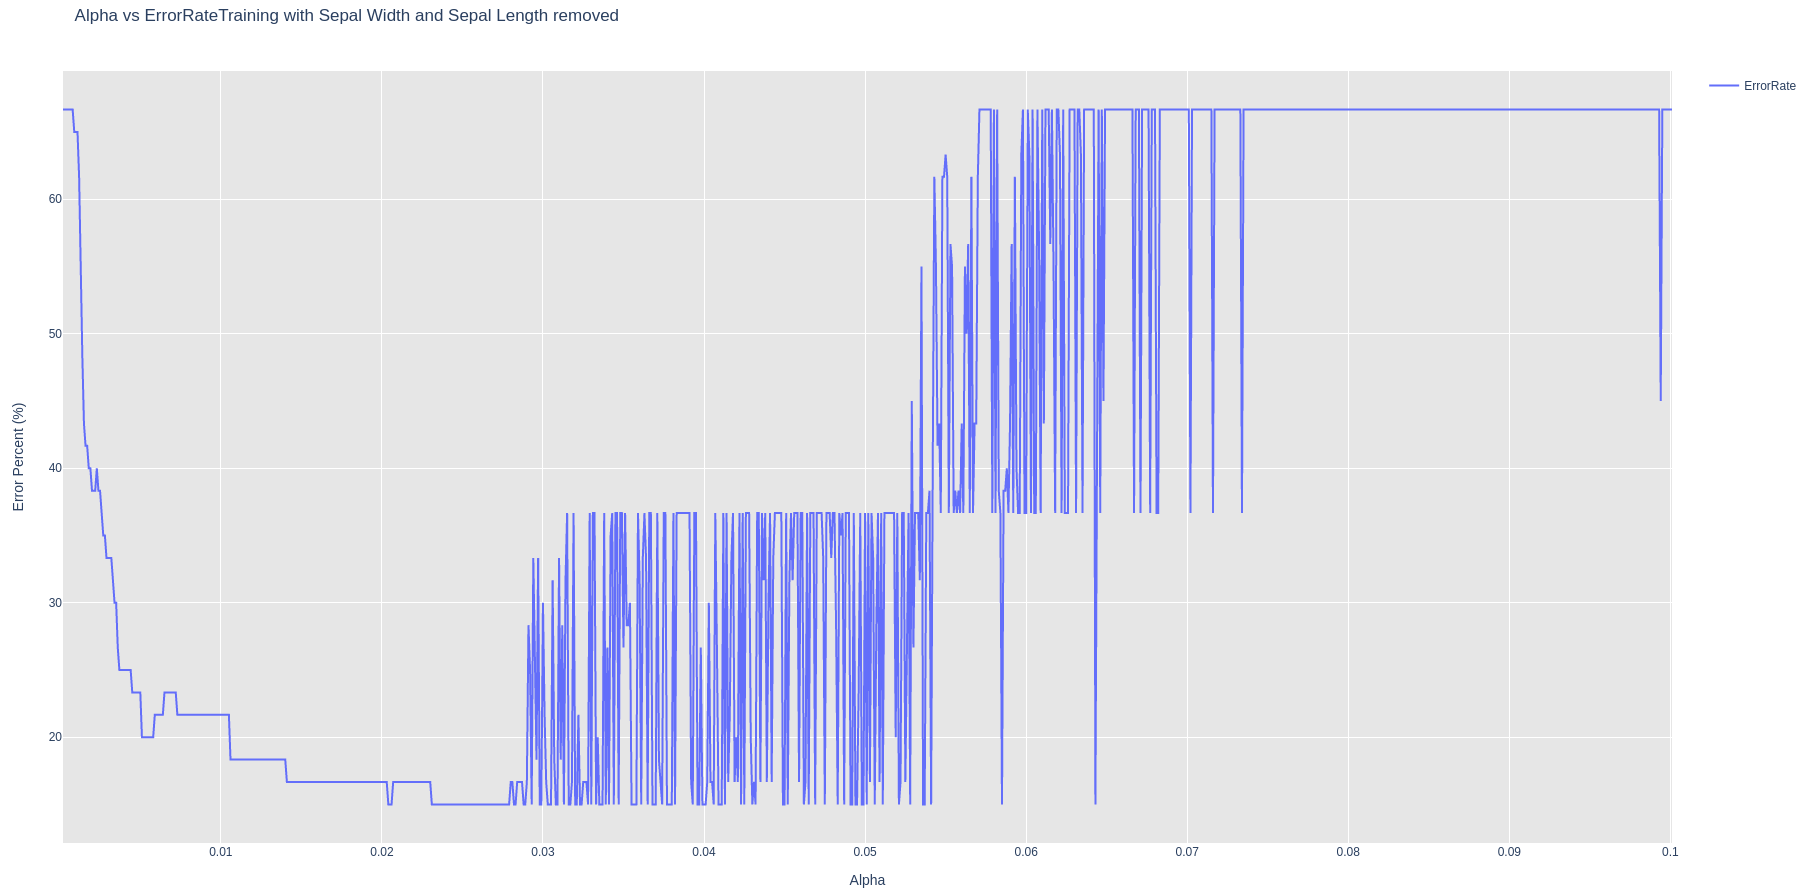 Alpha vs ErrorRateTraining with Sepal Width and Sepal Length removed
ErrorRate
Error Percent (%)
60
50
40
30
20
0.01 0.02 0.03 0.04 0.05 0.06 0.07 0.08 0.09 0.1
Alpha